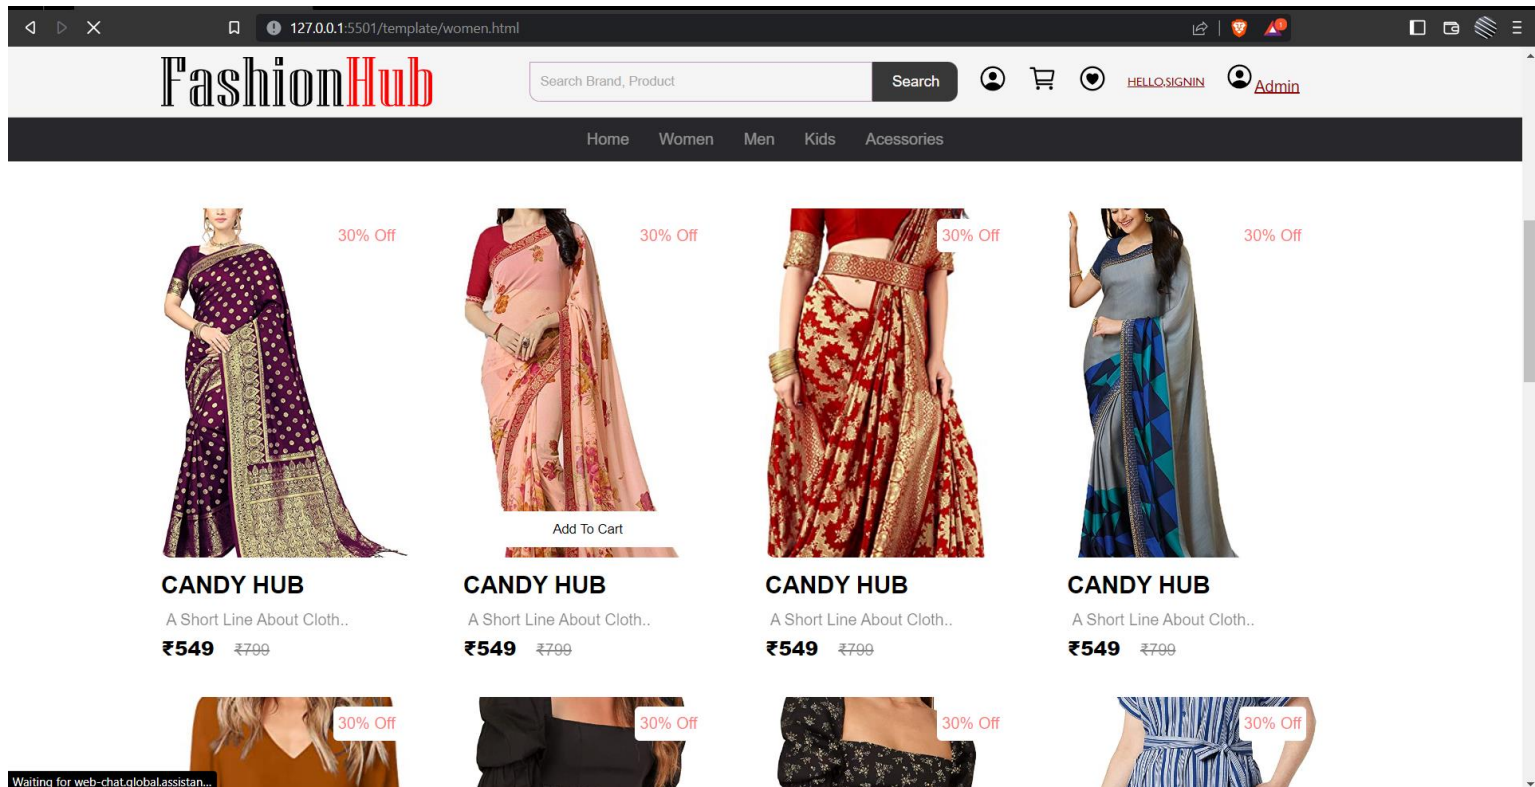 127.0.0.1:5501/template/women.html
1
FashionHub
Search Brand, Product
Search
HELLO,SIGNIN
Admin
Home Women Men Kids Acessories
30% Off 30% Off 30% Off 30% Off
Add To Cart
CANDY HUB CANDY HUB CANDY HUB CANDY HUB
A Short Line About Cloth.. A Short Line About Cloth.. A Short Line About Cloth.. A Short Line About Cloth..
₹549 ₹799 ₹549 ₹799 ₹549 ₹799 ₹549 ₹799
30% Off 30% Off 30% Off 30% Off
Waiting for web-chat.global.assistan...